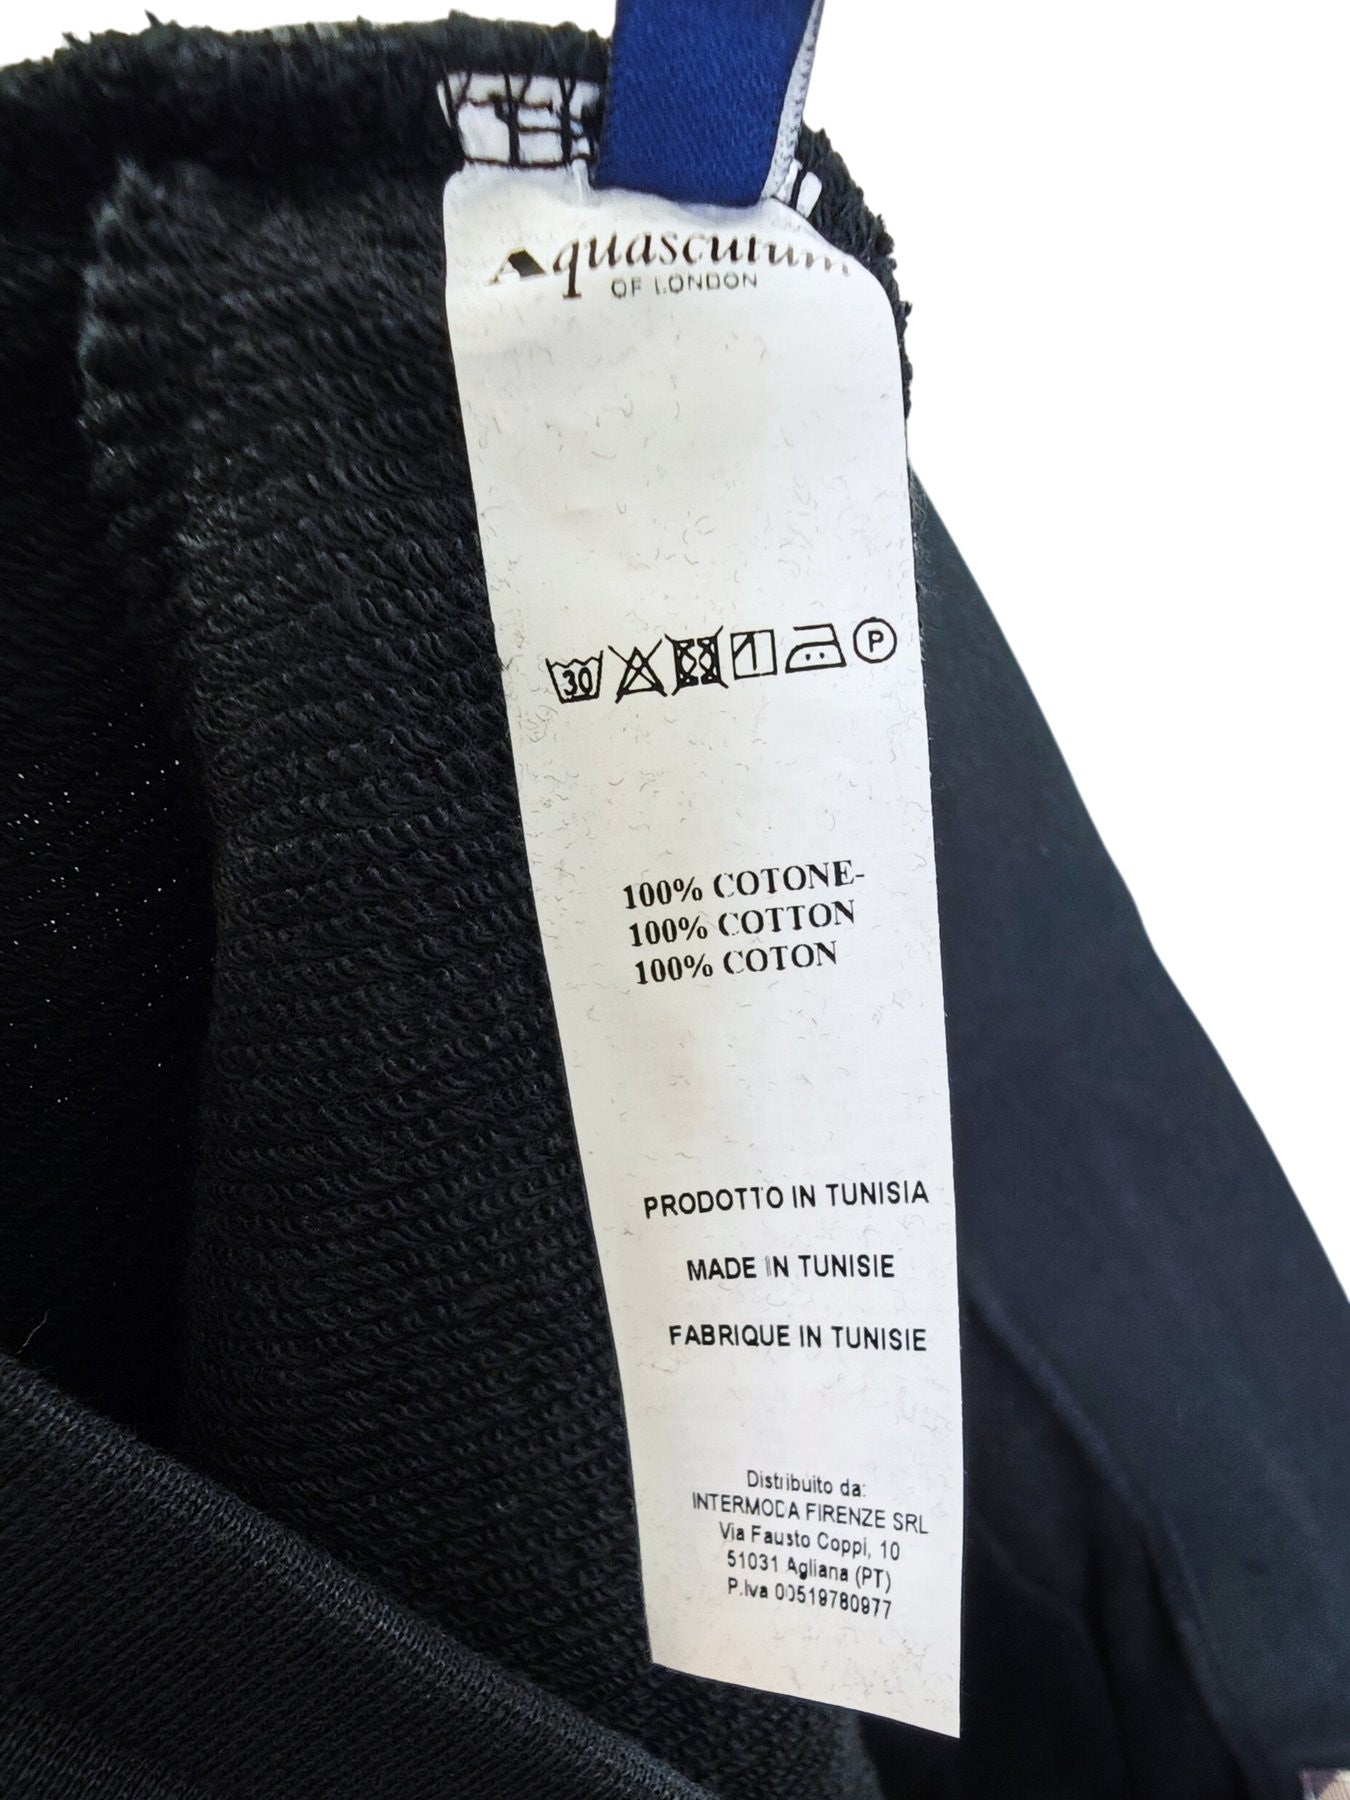 Aquascutum
OF LONDON
30 P
100% COTONE-
100% COTTON
100% COTON
PRODOTTO IN TUNISIA
MADE IN TUNISIE
FABRIQUE IN TUNISIE
Distribuito da:
INTERMODA FIRENZE SRL
Via Fausto Coppi, 10
51031 Agliana (PT)
P.Iva 00519780977